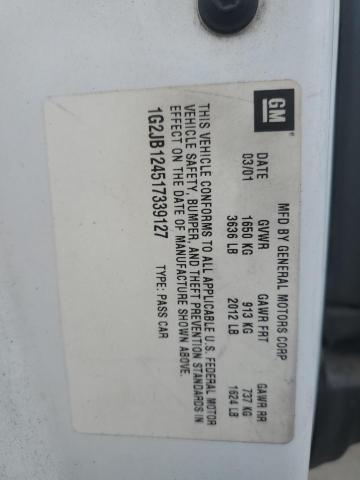 GM
MFD BY GENERAL MOTORS CORP
DATE GVWR GAWR FRT GAWR RR
03/01 1650 KG 913 KG 737 KG
3636 LB 2012 LB 1624 LB
THIS VEHICLE CONFORMS TO ALL APPLICABLE U.S. FEDERAL MOTOR
VEHICLE SAFETY, BUMPER, AND THEFT PREVENTION STANDARDS IN
EFFECT ON THE DATE OF MANUFACTURE SHOWN ABOVE.
1G2JB124517339127 TYPE: PASS CAR